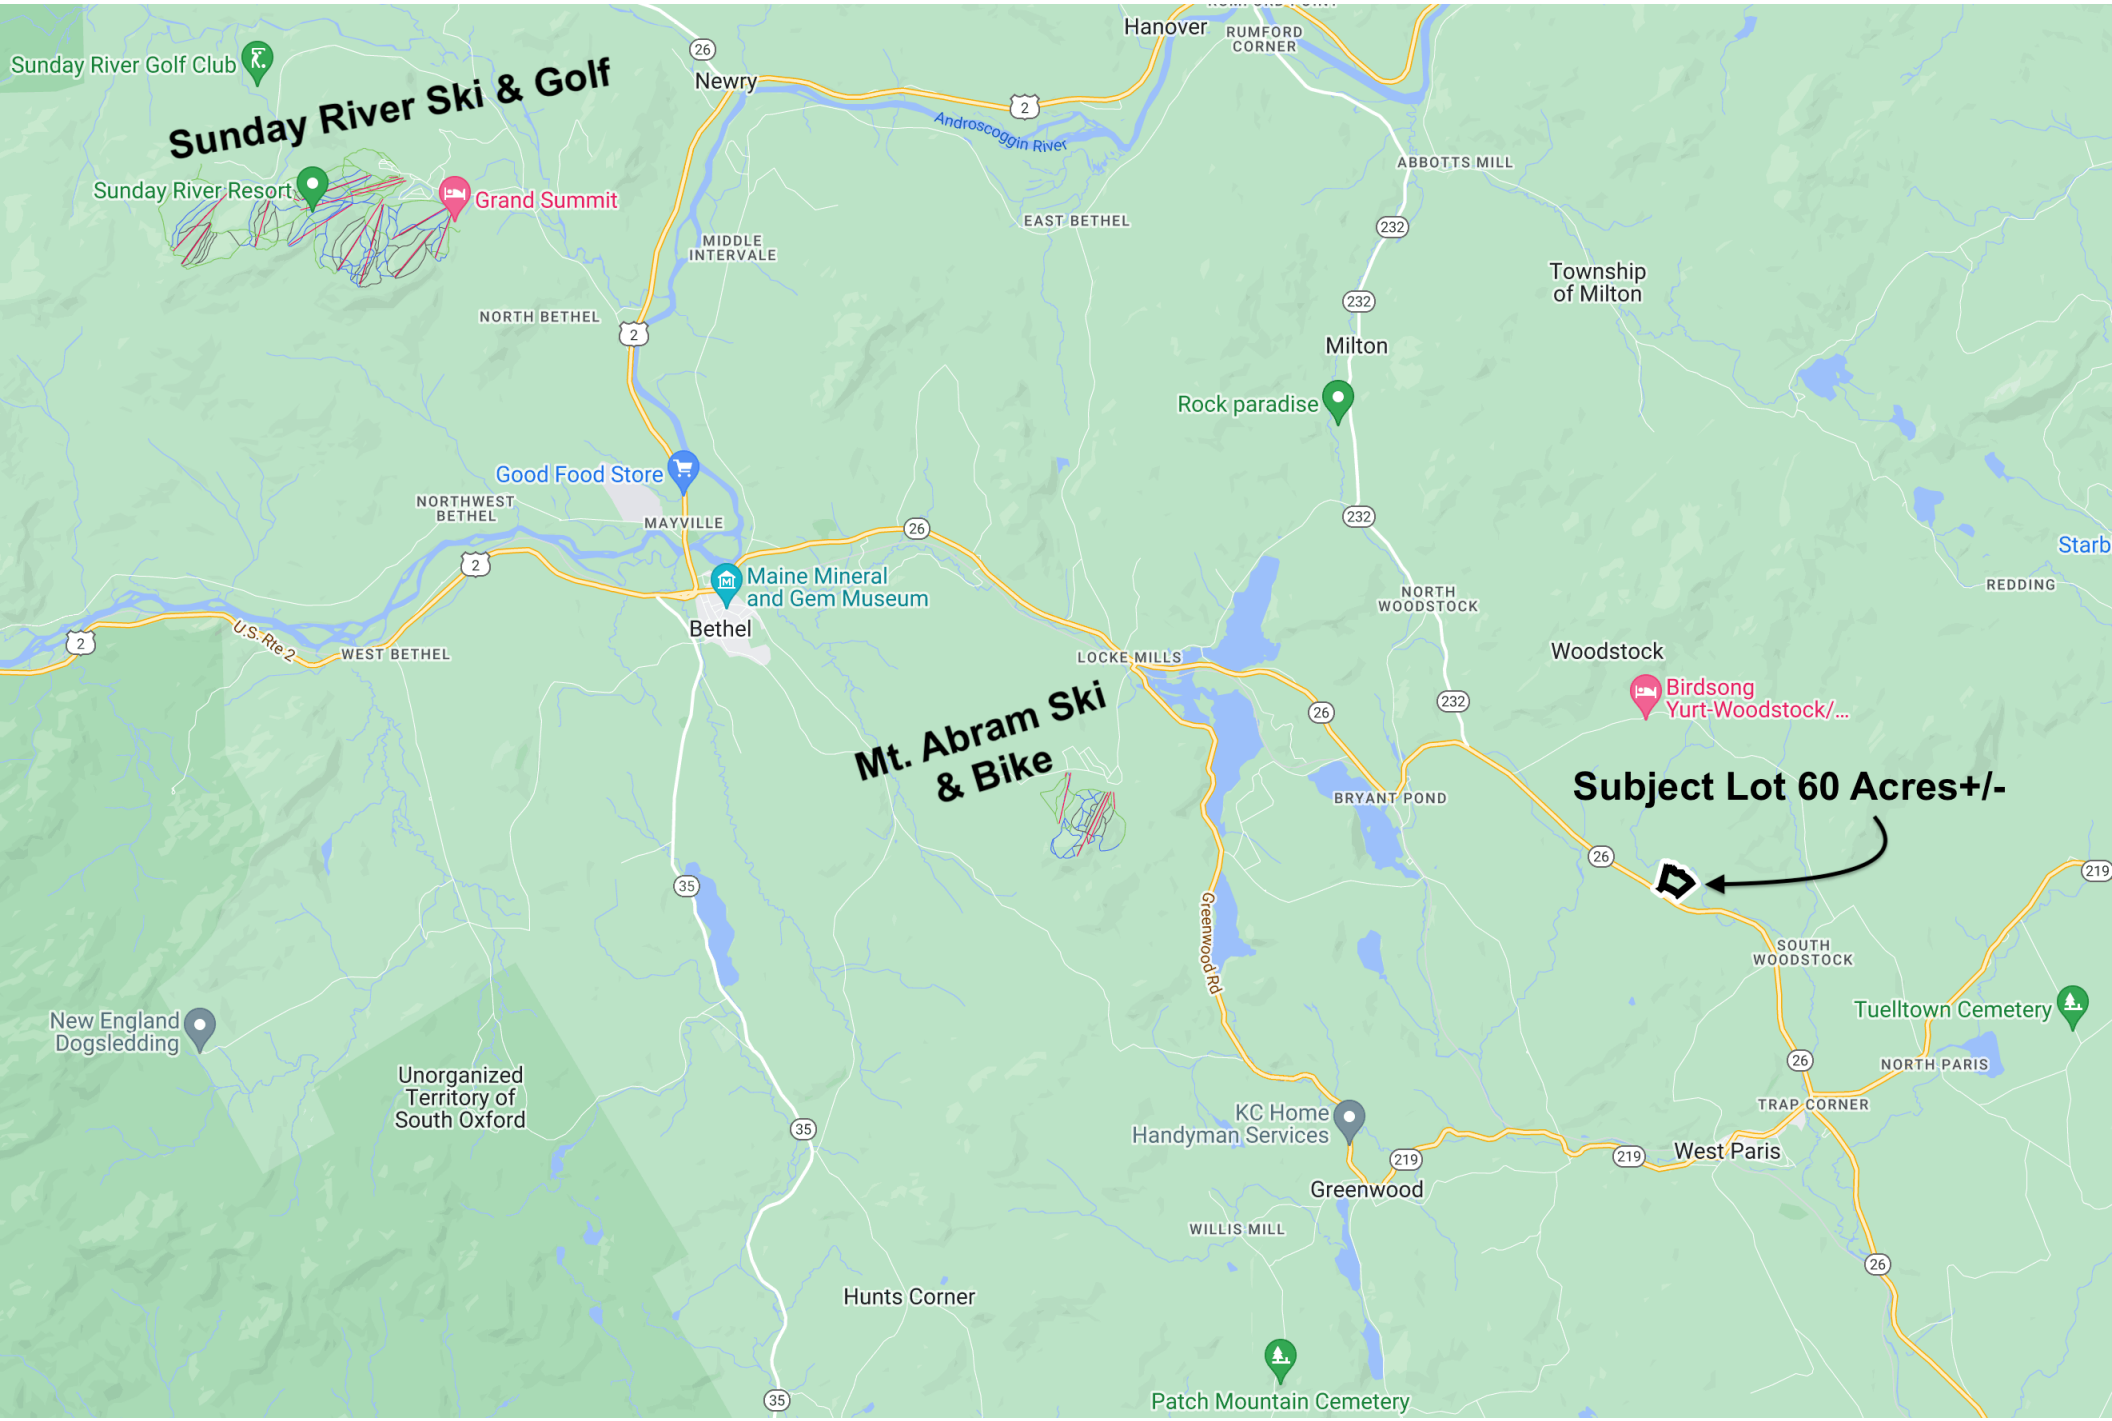 Hanover
RUMFORD
CORNER
26
Sunday River Golf Club
Newry
Sunday River Ski & Golf
2
Androscoggin River
ABBOTTS MILL
Sunday River Resort
Grand Summit
EAST BETHEL
232
MIDDLE
INTERVALE
Township
of Milton
232
NORTH BETHEL
2
Milton
Rock paradise
Good Food Store
NORTHWEST
BETHEL
MAYVILLE
232
26
Starb
2
Maine Mineral
and Gem Museum
REDDING
NORTH
WOODSTOCK
Bethel
2
U.S. Rte 2
WEST BETHEL
LOCKE MILLS
Woodstock
Birdsong
Yurt-Woodstock/...
232
26
Mt. Abram Ski
& Bike
Subject Lot 60 Acres+/-
BRYANT POND
26
219
35
Greenwood Rd
SOUTH
WOODSTOCK
Tuelltown Cemetery
New England
Dogsledding
26
NORTH PARIS
Unorganized
Territory of
South Oxford
TRAP CORNER
KC Home
Handyman Services
35
219
219
West Paris
Greenwood
WILLIS MILL
26
Hunts Corner
35
Patch Mountain Cemetery